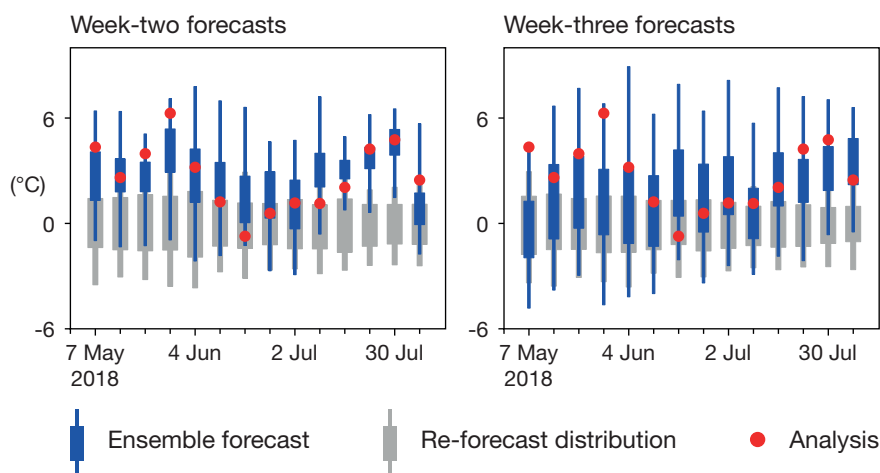 Week-two forecasts
Week-three forecasts
(°C)
6
0
-6
7 May
2018
4 Jun
2 Jul
30 Jul
6
0
-6
7 May
2018
4 Jun
2 Jul
30 Jul
Ensemble forecast
Re-forecast distribution
Analysis